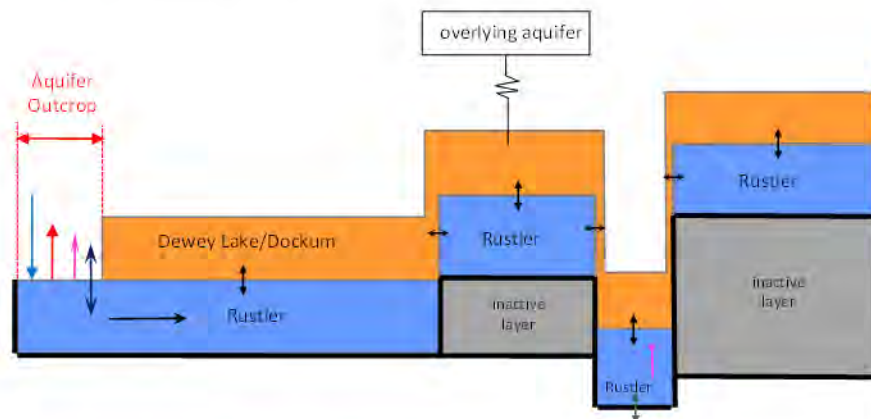 overlying aquifer
Aquifer
Outcrop
Dewey Lake/Dockum
Rustler
Rustler
inactive
layer
Rustler
Rustler
inactive
layer